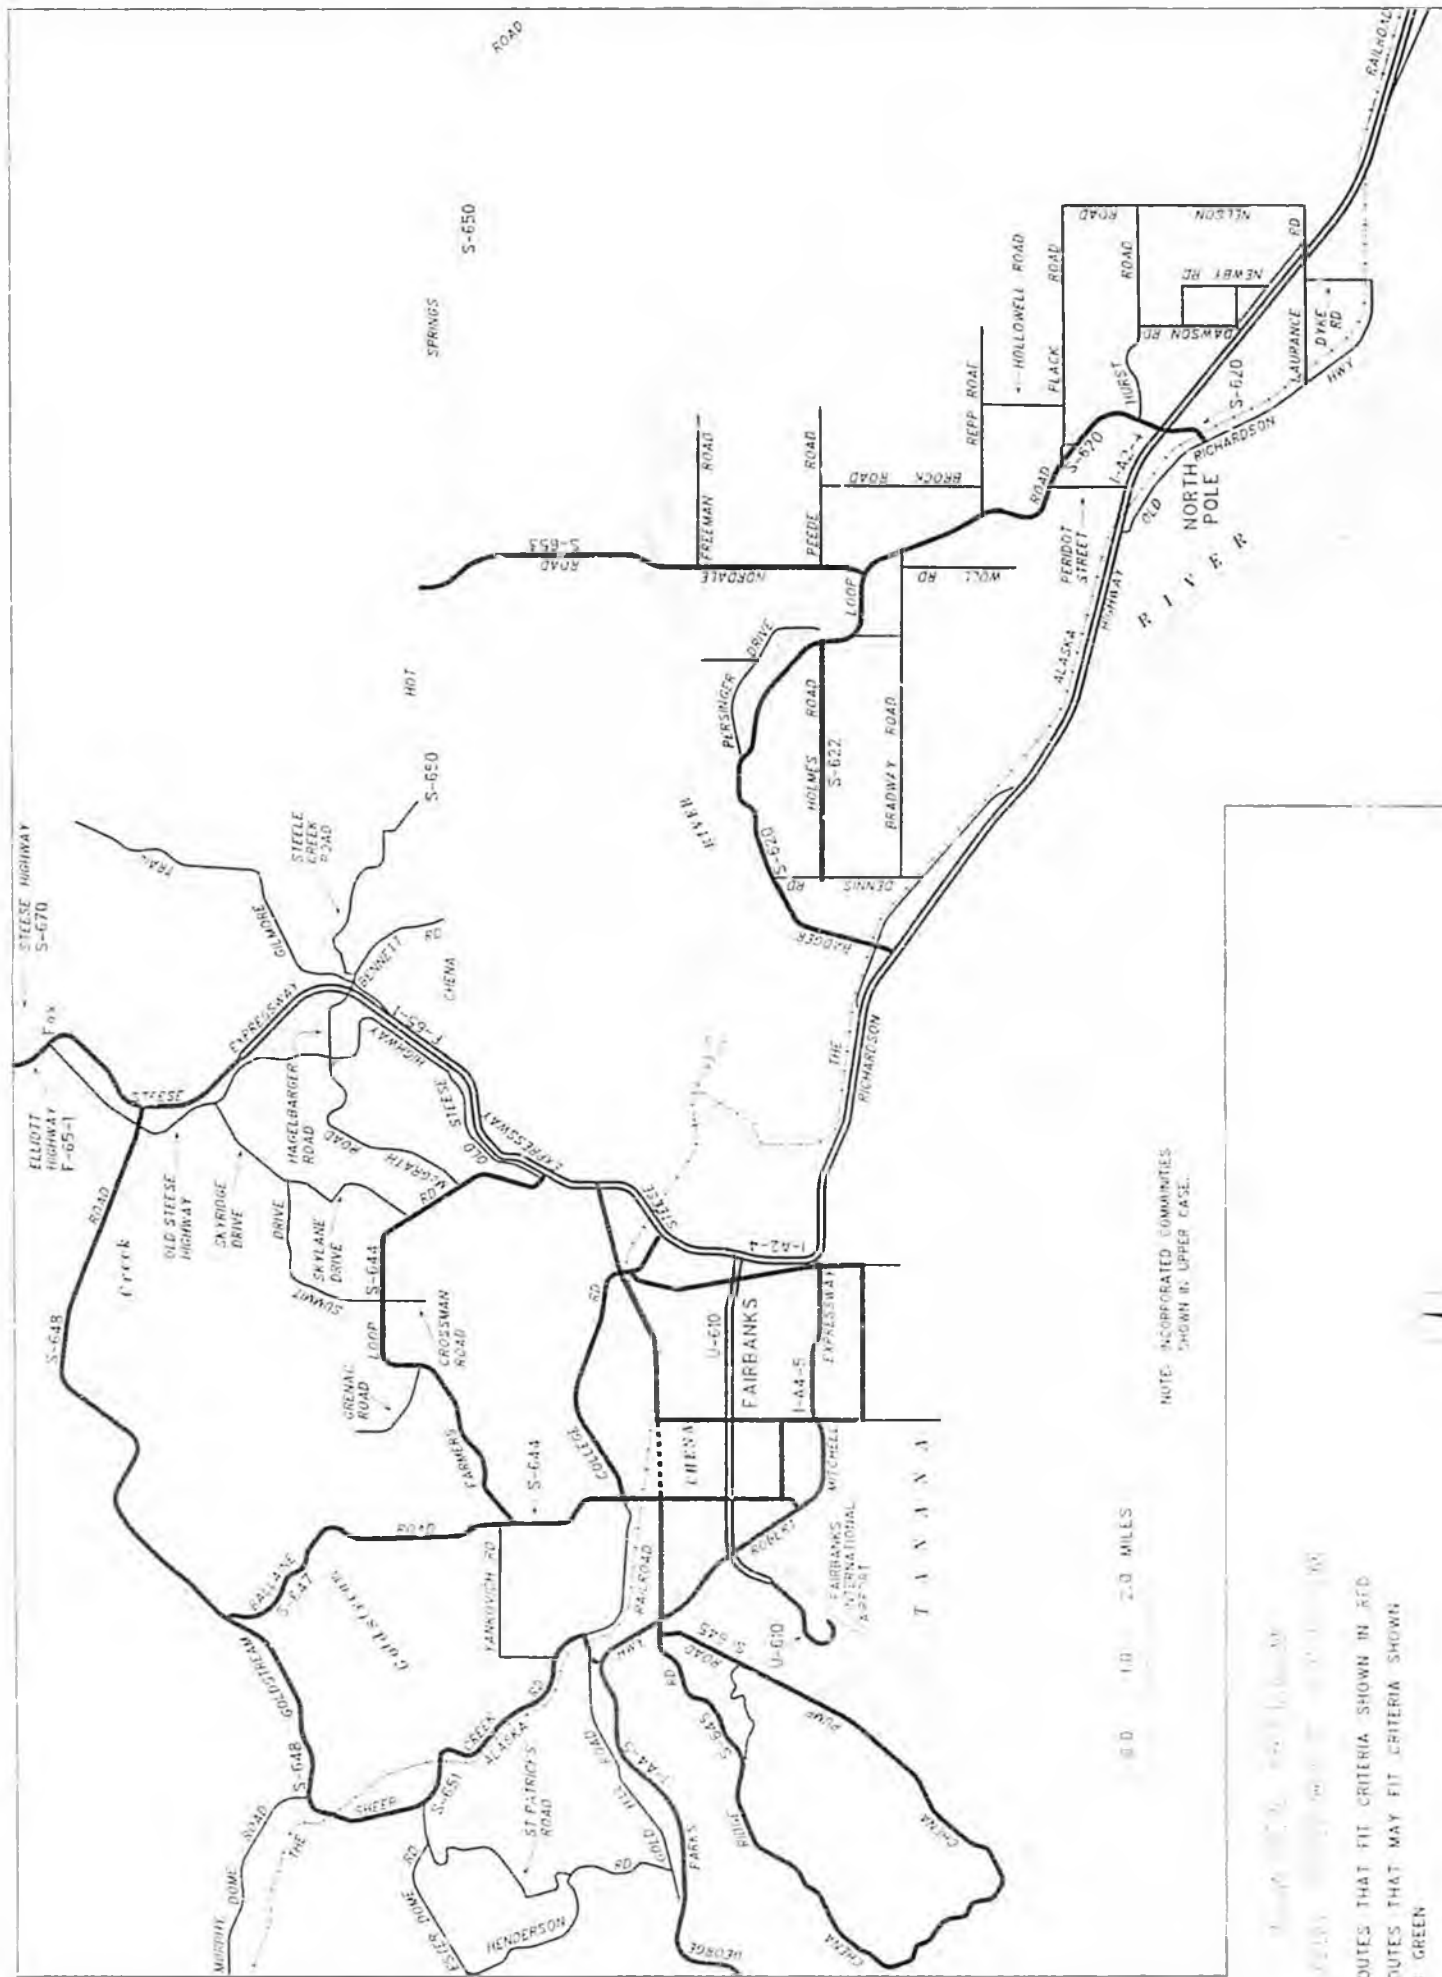 ROAD
S-650
SPRINGS
HOT
S-650
STEELE
CREEK
ROAD
TRAIL
GILMORE
STEESE HIGHWAY
S-670
Fox
ELLIOTT
HIGHWAY
F-65-1
EXPRESSWAY
STEESE
BENNETT
RD
CHENA
F-65-1
HIGHWAY
STEESE
OLD
EXPRESSWAY
STEESE
HAGELBARGER
ROAD
ROAD
McGRATH
RD
OLD STEESE
HIGHWAY
SKYRIDGE
DRIVE
DRIVE
SKYLANE
DRIVE
SUMMIT
S-644
LOOP
CROSSMAN
ROAD
GRENAC
ROAD
FARMERS
S-644
ROAD
Creek
S-648
ROAD
BALLAINE
S-647
Goldstream
GOLDSTREAM
S-648
YANKOVICH RD
COLLEGE
RD
RAILROAD
CHENA
FAIRBANKS
U-610
I-A2-4
I-A4-5
EXPRESSWAY
MITCHELL
ROBERT
FAIRBANKS
INTERNATIONAL
AIRPORT
U-610
TANANA
S-645
ROAD
PUMP
CHENA
RD
S-645
RIDGE
CHENA
HWY
I-A4-5
PARKS
GEORGE
ROAD
HILL
GOLD
RD
HENDERSON
ST PATRICKS
ROAD
ESTER DOME
RD
CREEK
RD
ALASKA
S-651
SHEEP
THE
MURPHY DOME ROAD
THE
RICHARDSON
BADGER
RD
DENNIS
S-620
RIVER
PERSINGER
DRIVE
HOLMES ROAD
S-622
BRADWAY ROAD
LOOP
WOLL RD
NORDALE
ROAD
S-653
FREEMAN ROAD
PEEDE ROAD
BROCK ROAD
REPP ROAD
HOLLOWELL ROAD
PLACK ROAD
ROAD
S-620
HURST
ROAD
NELSON
ROAD
NEWBY RD
DAWSON RD
LAURANCE RD
DYKE
RD
HWY
RICHARDSON
OLD
S-620
I-A2-4
NORTH
POLE
PERIDOT
STREET
ALASKA
HIGHWAY
RIVER
RAILROAD
NOTE: INCORPORATED COMMUNITIES
SHOWN IN UPPER CASE.
0.0 1.0 2.0 MILES
OUTES THAT FIT CRITERIA SHOWN IN RED
OUTES THAT MAY FIT CRITERIA SHOWN
GREEN